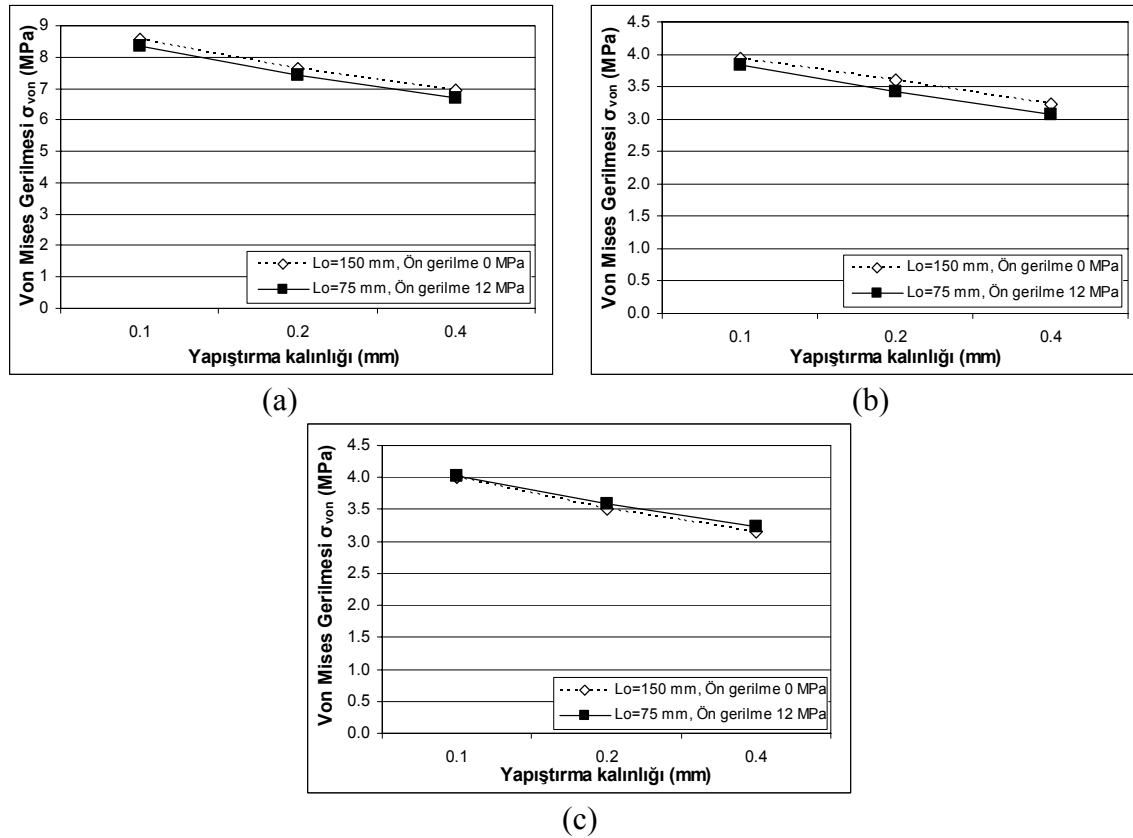 Von Mises Gerilmesi σvon (MPa)
9
8
7
6
5
4
3
2
1
0
Lo=150 mm, Ön gerilme 0 MPa
Lo=75 mm, Ön gerilme 12 MPa
0.1 0.2 0.4
Yapıştırma kalınlığı (mm)
(a)
Von Mises Gerilmesi σvon (MPa)
4.5
4.0
3.5
3.0
2.5
2.0
1.5
1.0
0.5
0.0
Lo=150 mm, Ön gerilme 0 MPa
Lo=75 mm, Ön gerilme 12 MPa
0.1 0.2 0.4
Yapıştırma kalınlığı (mm)
(b)
Von Mises Gerilmesi σvon (MPa)
4.5
4.0
3.5
3.0
2.5
2.0
1.5
1.0
0.5
0.0
Lo=150 mm, Ön gerilme 0 MPa
Lo=75 mm, Ön gerilme 12 MPa
0.1 0.2 0.4
Yapıştırma kalınlığı (mm)
(c)